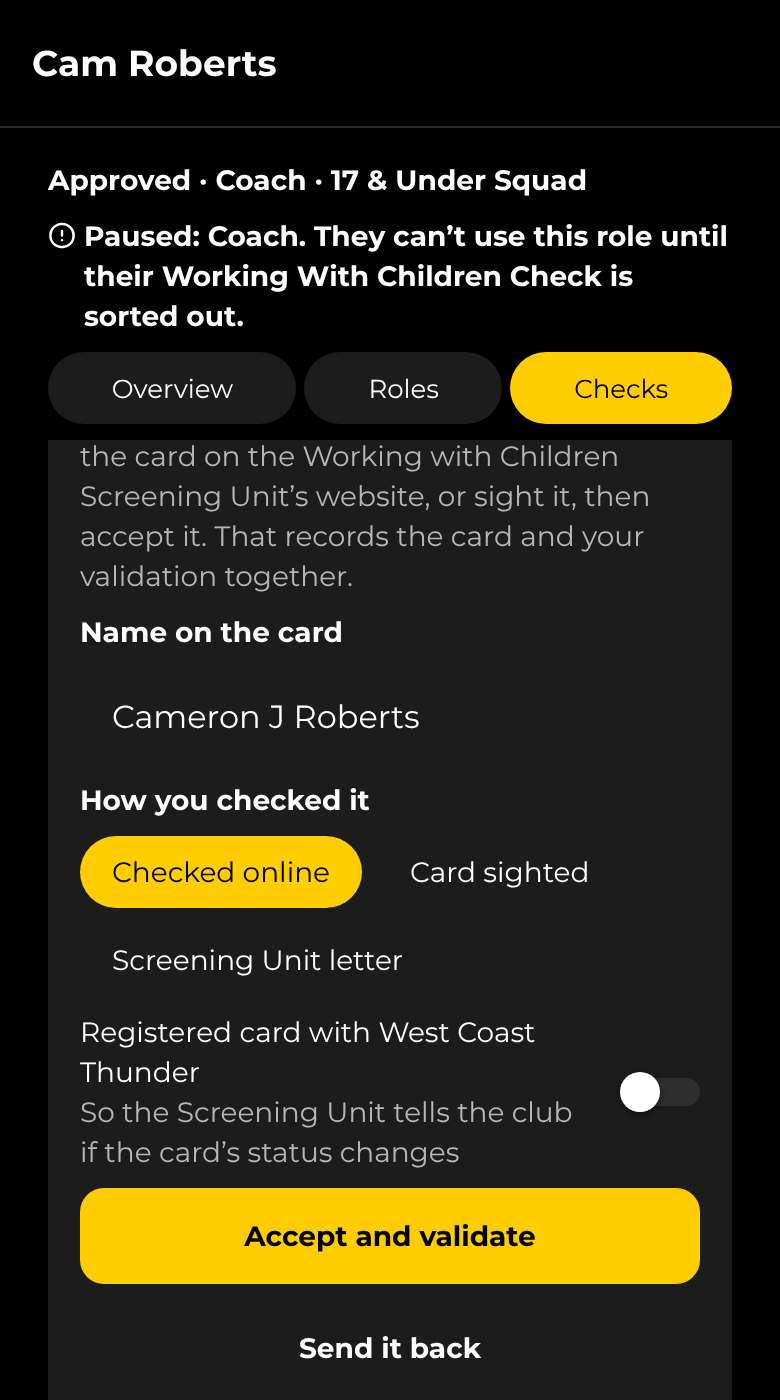 Cam Roberts
Approved · Coach · 17 & Under Squad
Paused: Coach. They can’t use this role until
their Working With Children Check is
sorted out.
Overview
Roles
Checks
the card on the Working with Children
Screening Unit’s website, or sight it, then
accept it. That records the card and your
validation together.
Name on the card
Cameron J Roberts
How you checked it
Checked online
Card sighted
Screening Unit letter
Registered card with West Coast
Thunder
So the Screening Unit tells the club
if the card’s status changes
Accept and validate
Send it back